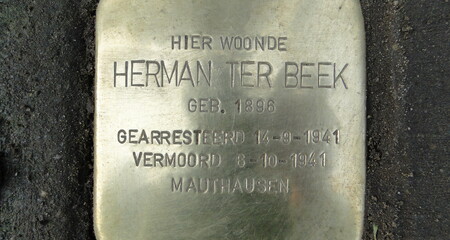 HIER WOONDE
HERMAN TER BEEK
GEB. 1896
GEARRESTEERD 14-9-1941
VERMOORD 6-10-1941
MAUTHAUSEN